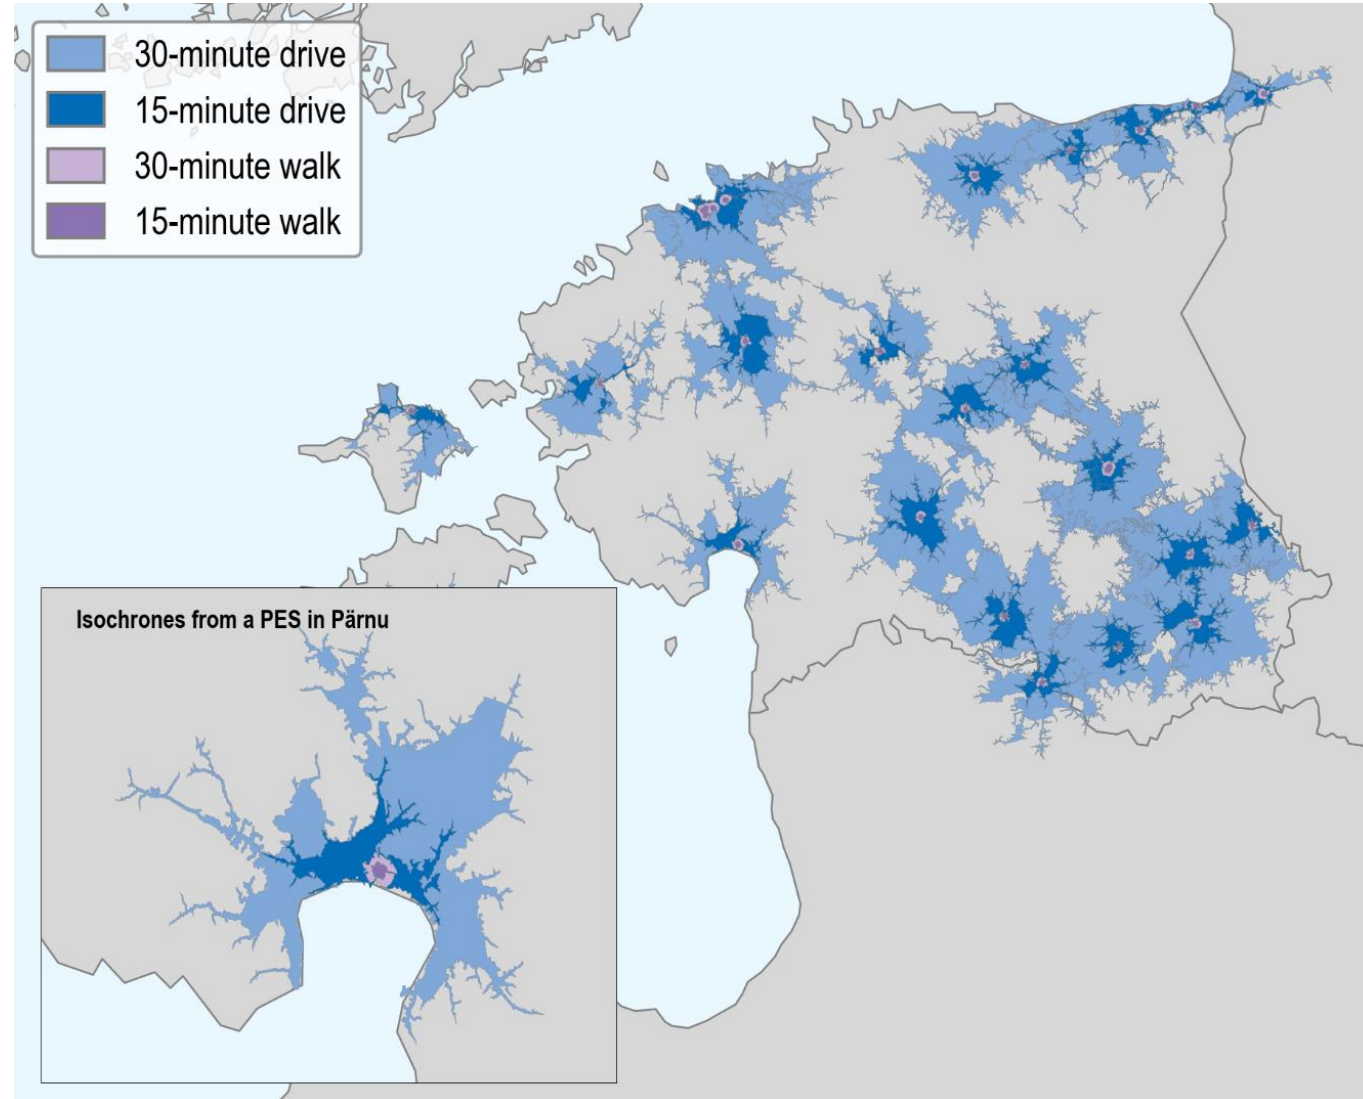 30-minute drive
15-minute drive
30-minute walk
15-minute walk
Isochrones from a PES in Pärnu